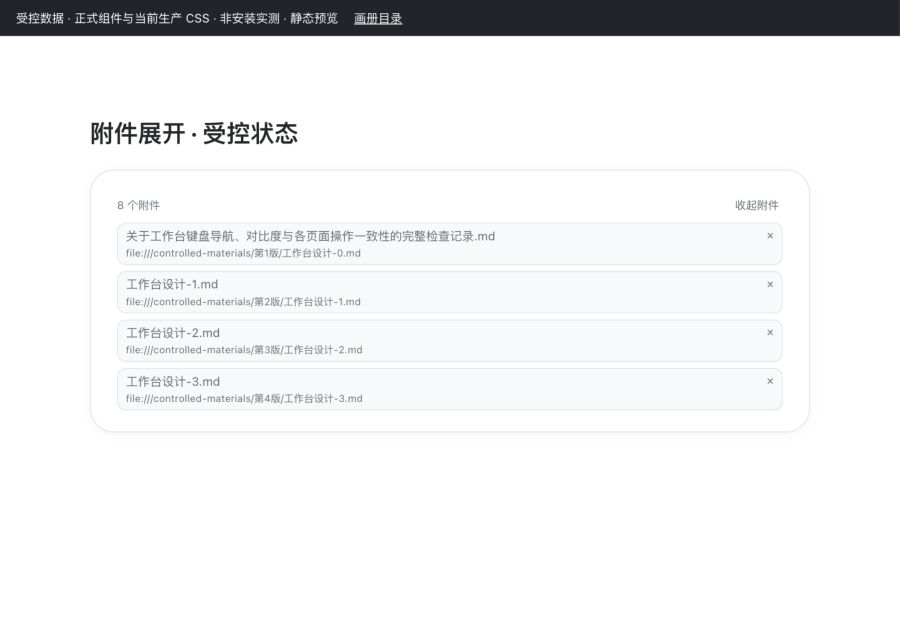 受控数据 · 正式组件与当前生产 CSS · 非安装实测 · 静态预览 画册目录
附件展开 · 受控状态
8 个附件 收起附件
关于工作台键盘导航、对比度与各页面操作一致性的完整检查记录.md ×
file:///controlled-materials/第1版/工作台设计-0.md
工作台设计-1.md ×
file:///controlled-materials/第2版/工作台设计-1.md
工作台设计-2.md ×
file:///controlled-materials/第3版/工作台设计-2.md
工作台设计-3.md ×
file:///controlled-materials/第4版/工作台设计-3.md